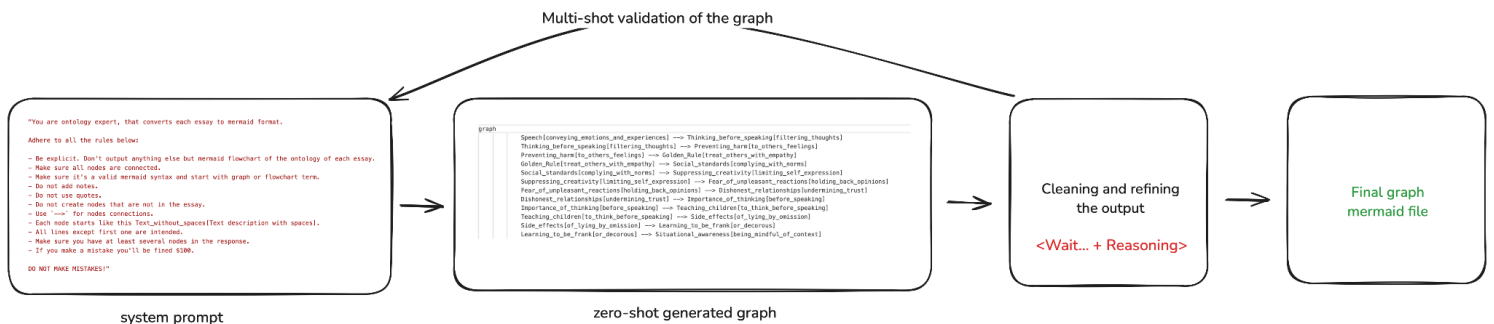 Multi-shot validation of the graph
"You are ontology expert, that converts each essay to mermaid format.
Adhere to all the rules below:
- Be explicit. Don't output anything else but mermaid flowchart of the ontology of each essay.
- Make sure all nodes are connected.
- Make sure it's a valid mermaid syntax and start with graph or flowchart term.
- Do not add notes.
- Do not use quotes.
- Do not create nodes that are not in the essay.
- Use `-->` for nodes connections.
- Each node starts like this Text_without_spaces[Text description with spaces].
- All lines except first one are intended.
- Make sure you have at least several nodes in the response.
- If you make a mistake you'll be fined $100.
DO NOT MAKE MISTAKES!"
system prompt
graph
Speech[conveying_emotions_and_experiences] --> Thinking_before_speaking[filtering_thoughts]
Thinking_before_speaking[filtering_thoughts] --> Preventing_harm[to_others_feelings]
Preventing_harm[to_others_feelings] --> Golden_Rule[treat_others_with_empathy]
Golden_Rule[treat_others_with_empathy] --> Social_standards[complying_with_norms]
Social_standards[complying_with_norms] --> Suppressing_creativity[limiting_self_expression]
Suppressing_creativity[limiting_self_expression] --> Fear_of_unpleasant_reactions[holding_back_opinions]
Fear_of_unpleasant_reactions[holding_back_opinions] --> Dishonest_relationships[undermining_trust]
Dishonest_relationships[undermining_trust] --> Importance_of_thinking[before_speaking]
Importance_of_thinking[before_speaking] --> Teaching_children[to_think_before_speaking]
Teaching_children[to_think_before_speaking] --> Side_effects[of_lying_by_omission]
Side_effects[of_lying_by_omission] --> Learning_to_be_frank[or_decorous]
Learning_to_be_frank[or_decorous] --> Situational_awareness[being_mindful_of_context]
zero-shot generated graph
Cleaning and refining
the output
<Wait... + Reasoning>
Final graph
mermaid file